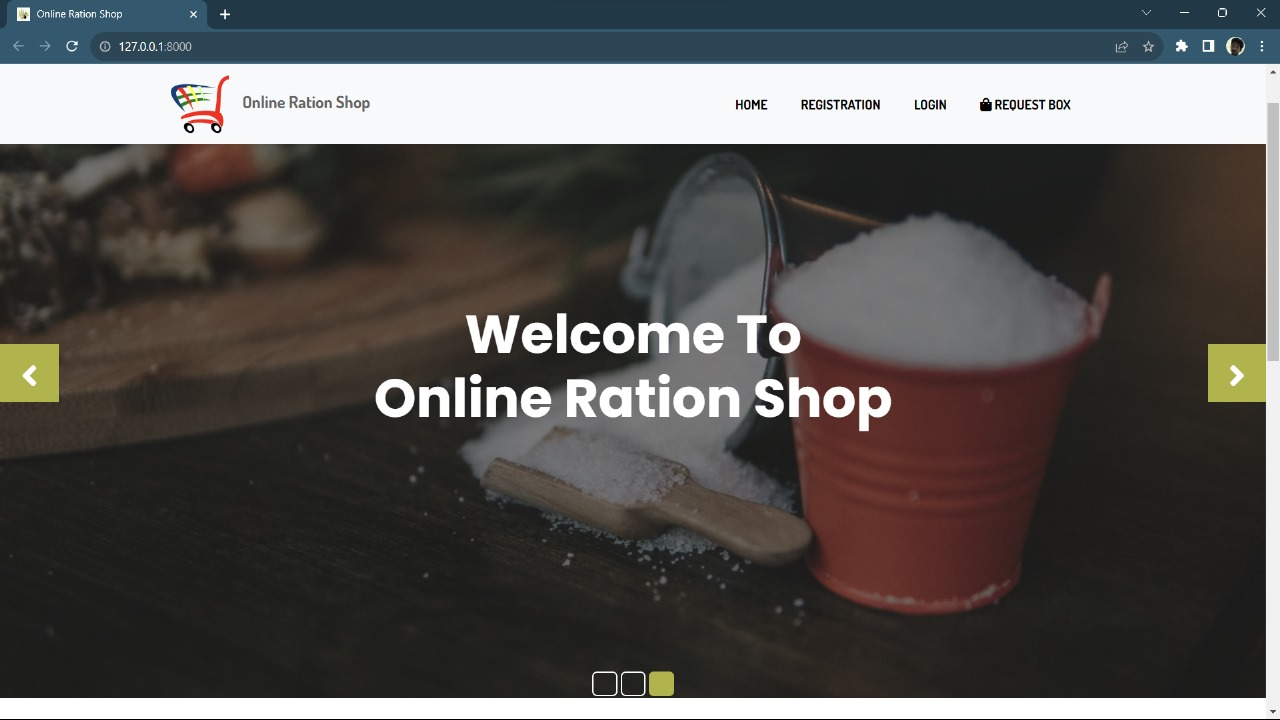 Online Ration Shop
127.0.0.1:8000
Online Ration Shop
HOME
REGISTRATION
LOGIN
REQUEST BOX
Welcome To
Online Ration Shop